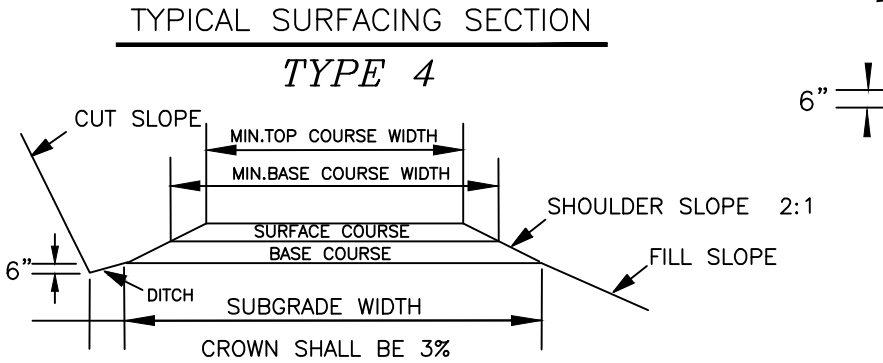 TYPICAL SURFACING SECTION
TYPE 4
CUT SLOPE
MIN.TOP COURSE WIDTH
6"
MIN.BASE COURSE WIDTH
SHOULDER SLOPE 2:1
SURFACE COURSE
BASE COURSE
FILL SLOPE
6"
DITCH
SUBGRADE WIDTH
CROWN SHALL BE 3%